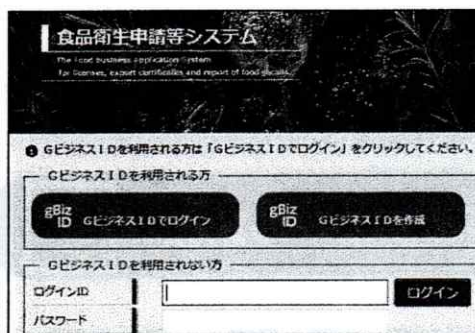 食品衛生申請等システム
The Food business application System
for licenses, export certificates and report of food recalls
GビジネスIDを利用される方は「GビジネスIDでログイン」をクリックしてください。
GビジネスIDを利用される方
gBiz ID GビジネスIDでログイン
gBiz ID GビジネスIDを作成
GビジネスIDを利用されない方
ログインID
ログイン
パスワード